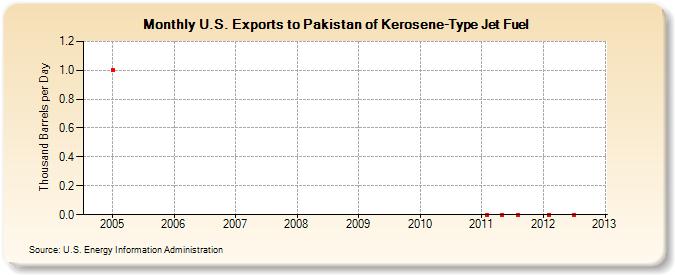 Monthly U.S. Exports to Pakistan of Kerosene-Type Jet Fuel
Thousand Barrels per Day
1.2
1.0
0.8
0.6
0.4
0.2
0.0
2005 2006 2007 2008 2009 2010 2011 2012 2013
Source: U.S. Energy Information Administration